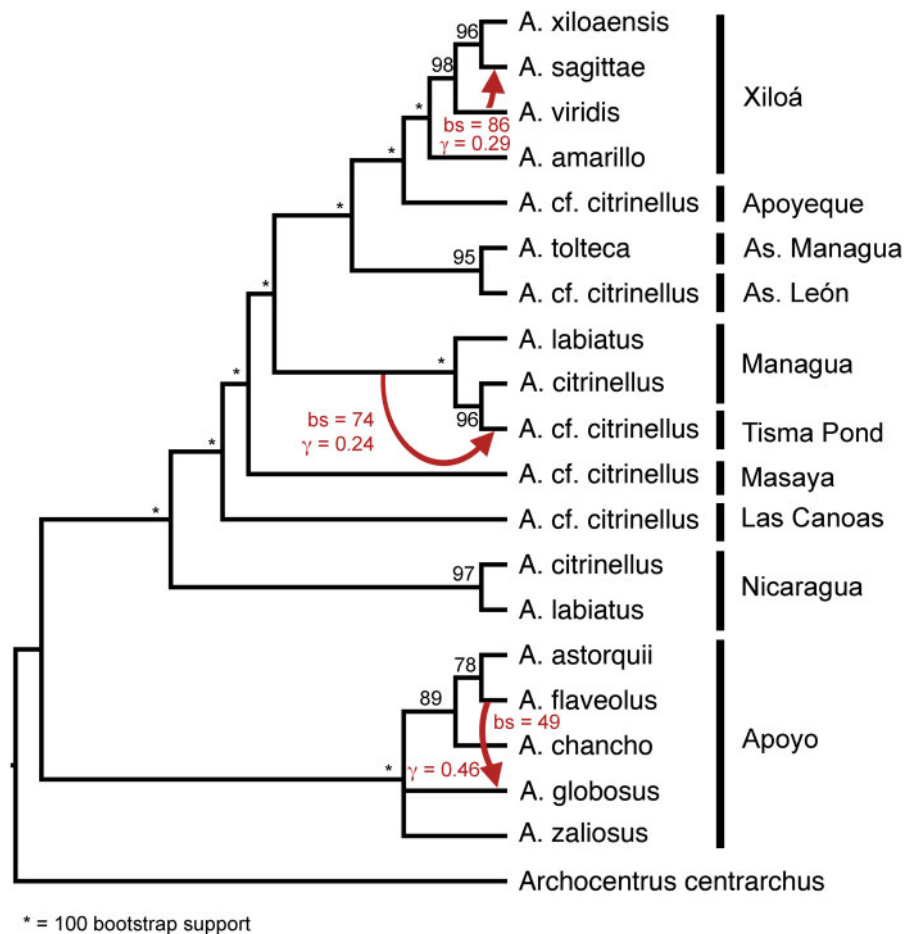 96
A. xiloaensis
98
A. sagittae
Xiloá
*
A. viridis
bs = 86
γ = 0.29
*
A. amarillo
*
A. cf. citrinellus
Apoyeque
95
A. tolteca
As. Managua
*
A. cf. citrinellus
As. León
*
A. labiatus
Managua
*
A. citrinellus
bs = 74
γ = 0.24
96
A. cf. citrinellus
Tisma Pond
*
A. cf. citrinellus
Masaya
*
A. cf. citrinellus
Las Canoas
97
A. citrinellus
Nicaragua
A. labiatus
78
A. astorquii
89
A. flaveolus
bs = 49
Apoyo
A. chancho
*
γ = 0.46
A. globosus
A. zaliosus
Archocentrus centrarchus
* = 100 bootstrap support